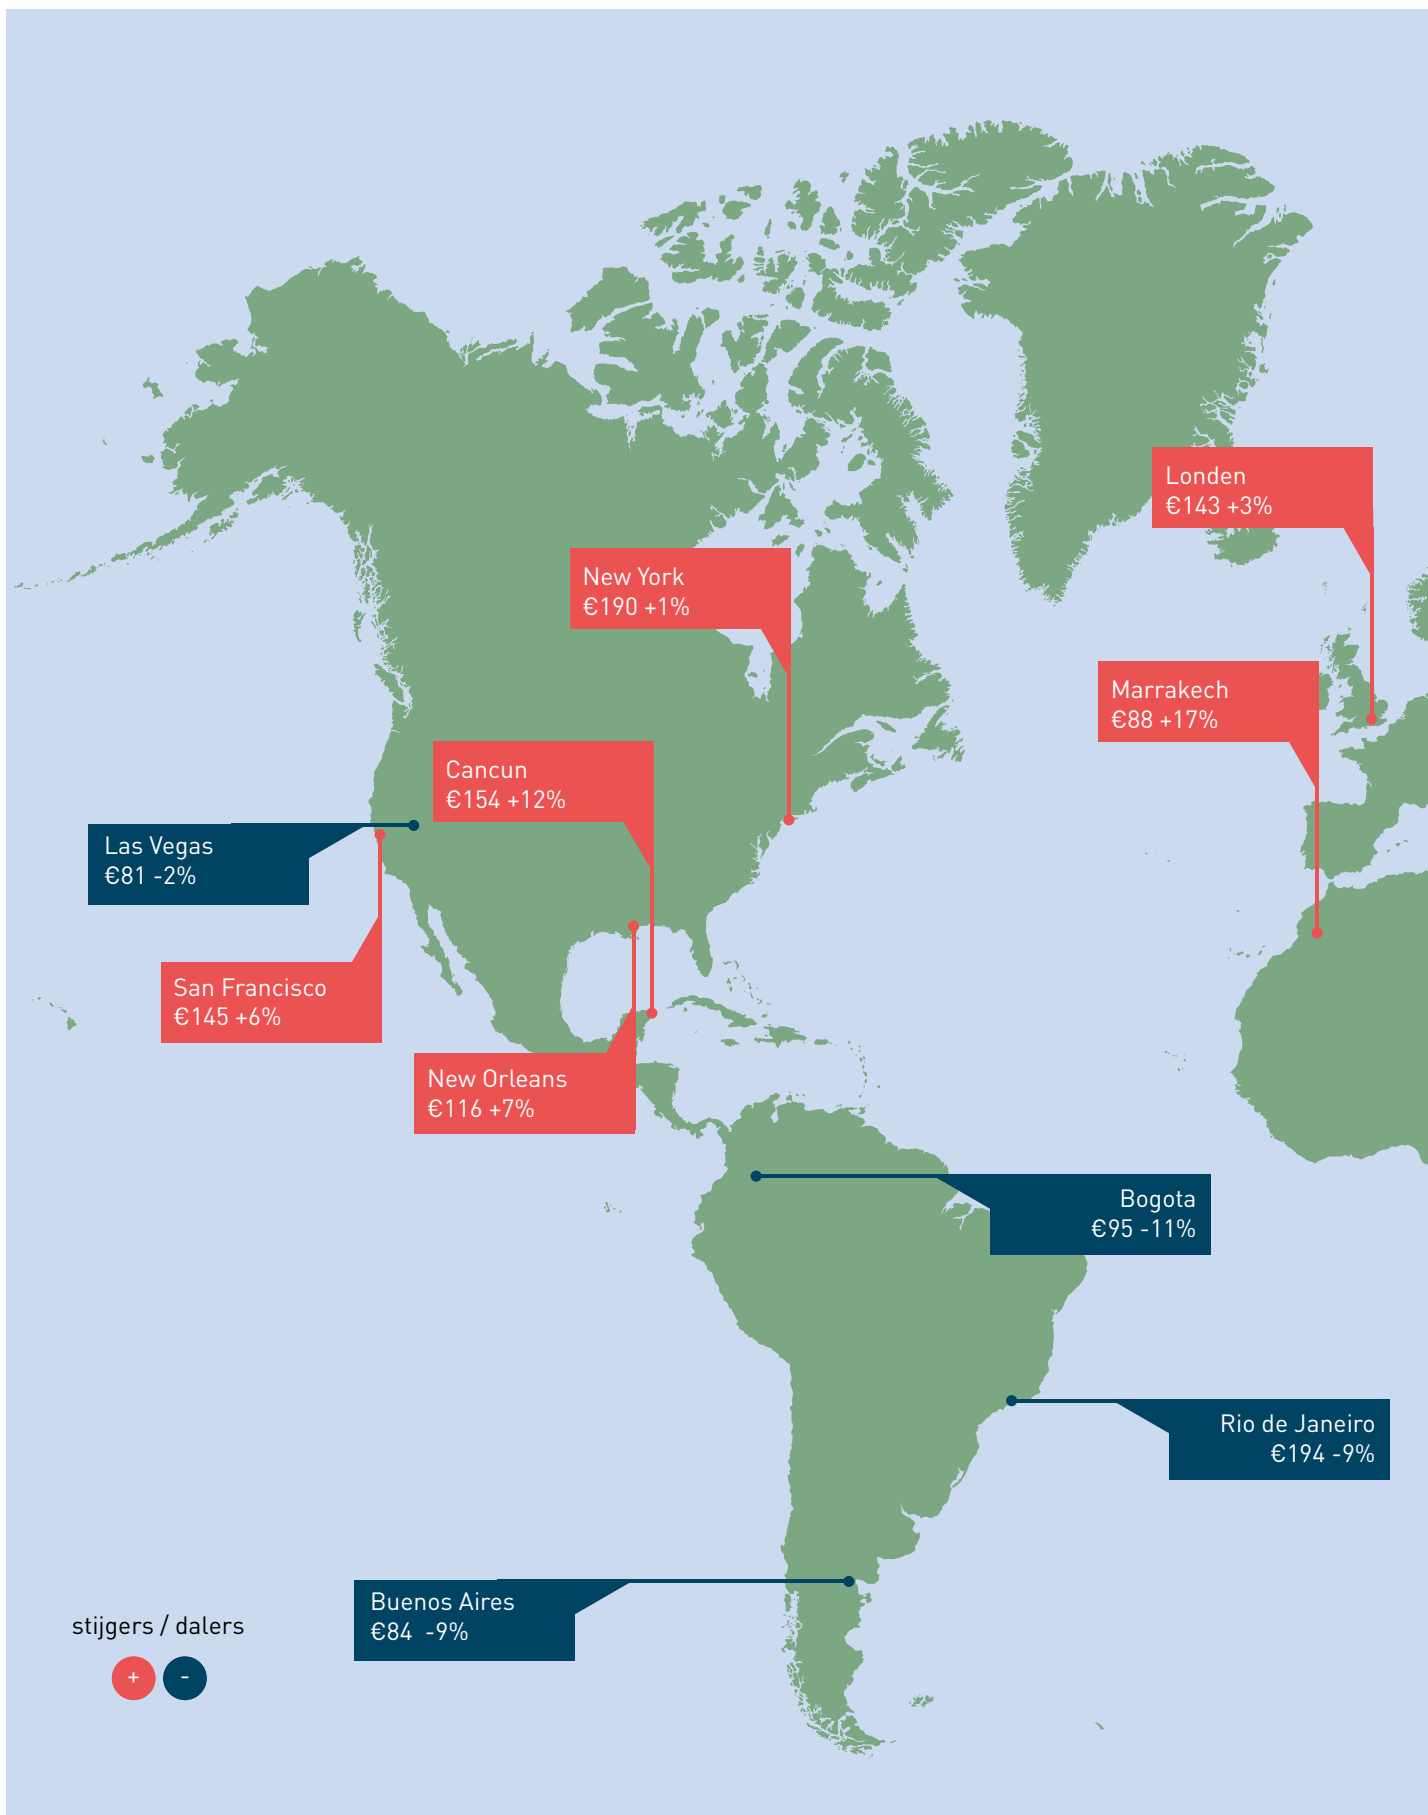 Londen
€143 +3%
New York
€190 +1%
Marrakech
€88 +17%
Cancun
€154 +12%
Las Vegas
€81 -2%
San Francisco
€145 +6%
New Orleans
€116 +7%
Bogota
€95 -11%
Rio de Janeiro
€194 -9%
Buenos Aires
€84 -9%
stijgers / dalers
+ -